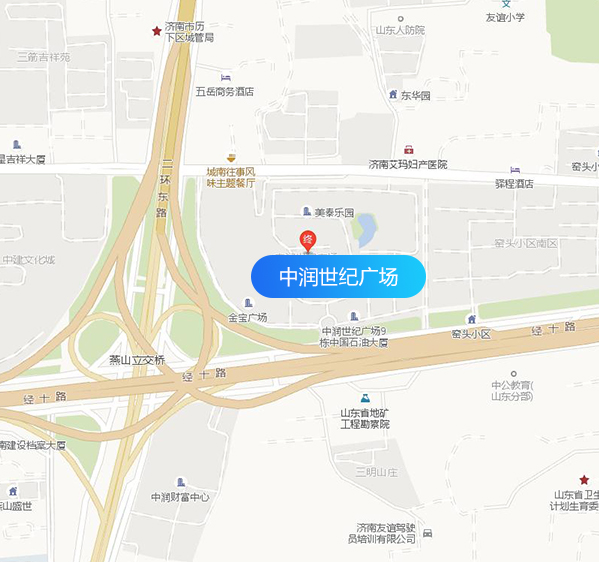 友谊小学
济南市历
下区城管局
山东人防院
三箭吉祥苑
五岳商务酒店
东华园
星吉祥大厦
济南艾玛妇产医院
窑头小
二环东路
城南往事风
味主题餐厅
驿程酒店
美泰乐园
终
窑头小区南区
中建文化城
中润世纪广场
金宝广场
中润世纪广场9
栋中国石油大厦
窑头小区
经十路
燕山立交桥
经十路
中公教育(
山东分部)
经十路
山东省地矿
工程勘察院
南建设档案大厦
三明山庄
中润财富中心
山东省卫生
计划生育委
山盛世
济南友谊驾驶
员培训有限公司